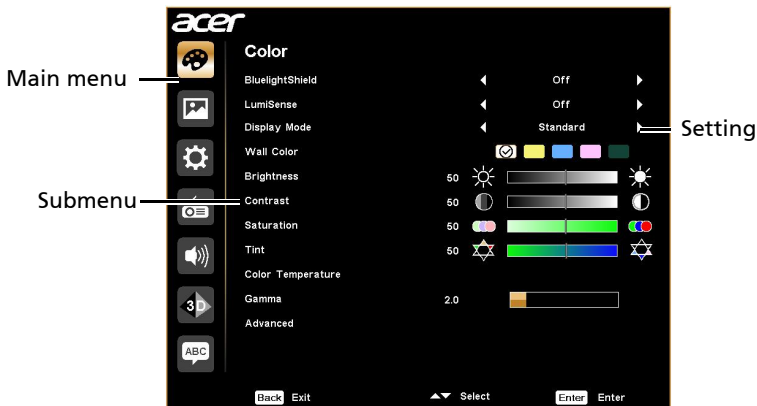 acer
Color
Main menu
BluelightShield Off
LumiSense Off
Display Mode Standard
Setting
Wall Color
Brightness 50
Submenu
Contrast 50
Saturation 50
Tint 50
Color Temperature
3D
Gamma 2.0
Advanced
ABC
Back Exit Select Enter Enter